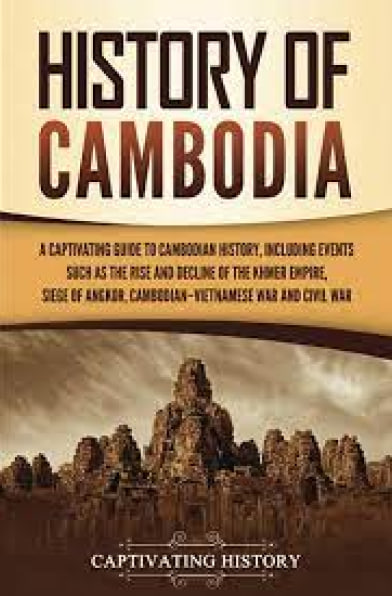 HISTORY OF
CAMBODIA
A CAPTIVATING GUIDE TO CAMBODIAN HISTORY, INCLUDING EVENTS
SUCH AS THE RISE AND DECLINE OF THE KHMER EMPIRE,
SIEGE OF ANGKOR, CAMBODIAN–VIETNAMESE WAR AND CIVIL WAR
CAPTIVATING HISTORY